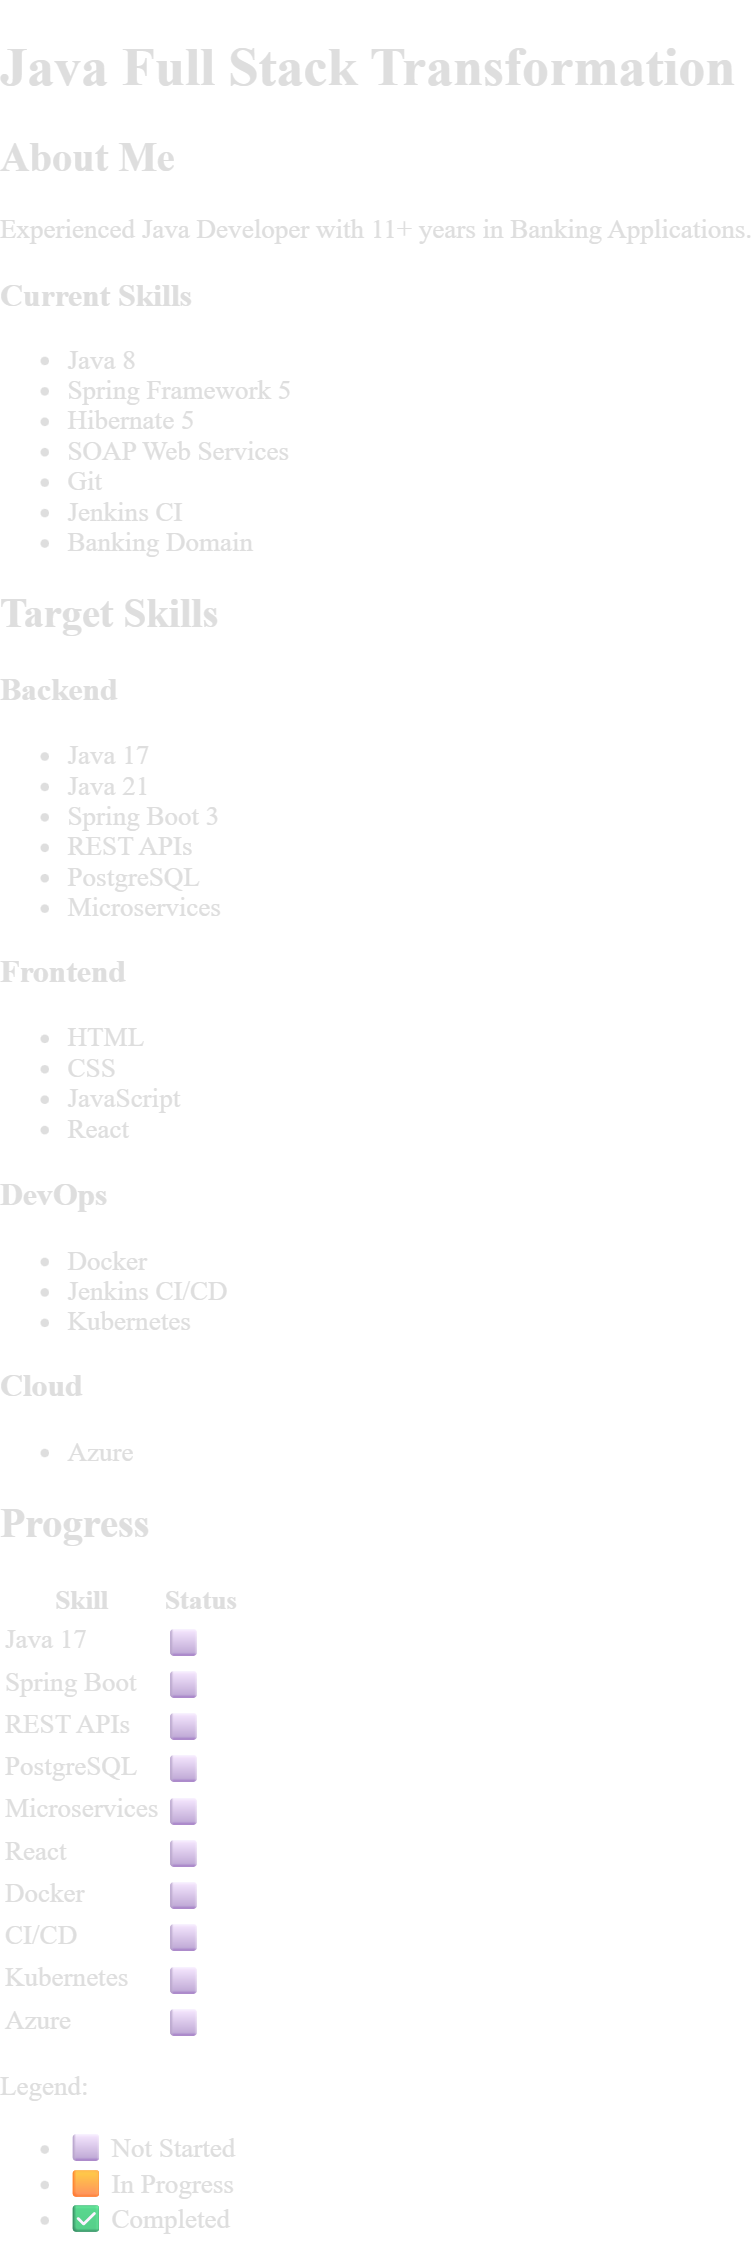 Java Full Stack Transformation
About Me
Experienced Java Developer with 11+ years in Banking Applications.
Current Skills
Java 8
Spring Framework 5
Hibernate 5
SOAP Web Services
Git
Jenkins CI
Banking Domain
Target Skills
Backend
Java 17
Java 21
Spring Boot 3
REST APIs
PostgreSQL
Microservices
Frontend
HTML
CSS
JavaScript
React
DevOps
Docker
Jenkins CI/CD
Kubernetes
Cloud
Azure
Progress
Skill Status
Java 17
Spring Boot
REST APIs
PostgreSQL
Microservices
React
Docker
CI/CD
Kubernetes
Azure
Legend:
Not Started
In Progress
Completed